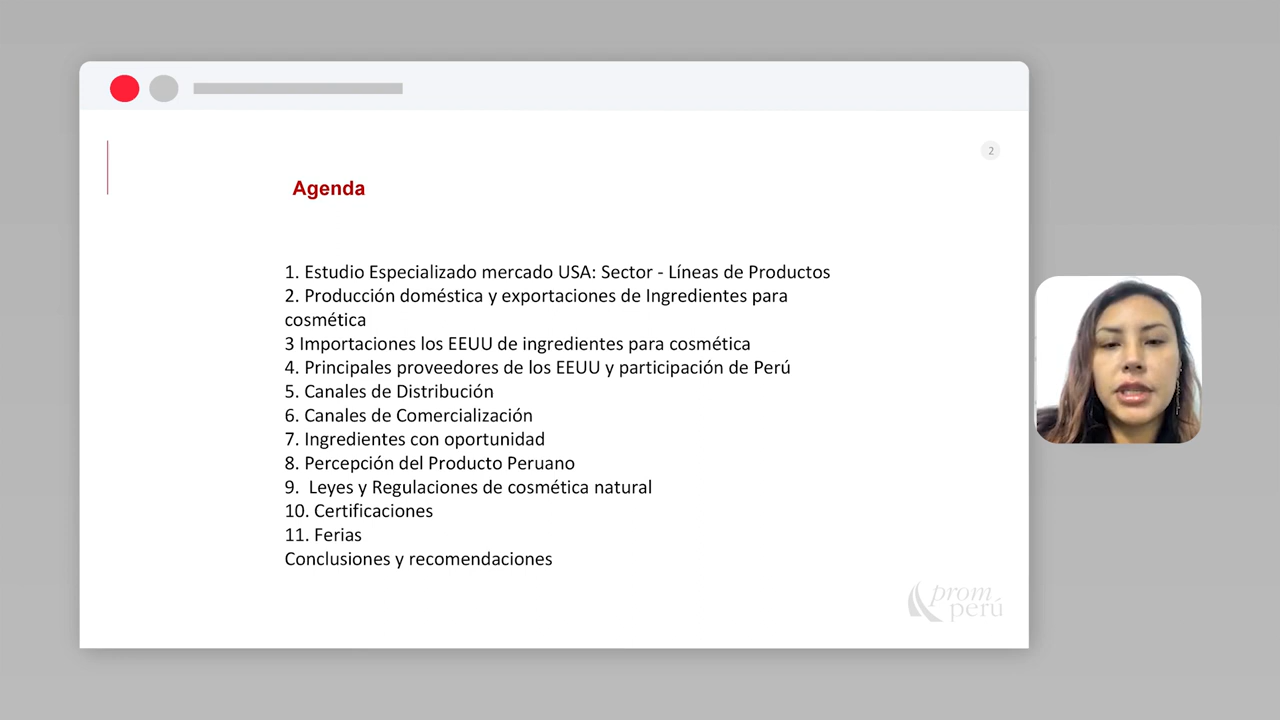 2
Agenda
1. Estudio Especializado mercado USA: Sector - Líneas de Productos
2. Producción doméstica y exportaciones de Ingredientes para
cosmética
3 Importaciones los EEUU de ingredientes para cosmética
4. Principales proveedores de los EEUU y participación de Perú
5. Canales de Distribución
6. Canales de Comercialización
7. Ingredientes con oportunidad
8. Percepción del Producto Peruano
9.  Leyes y Regulaciones de cosmética natural
10. Certificaciones
11. Ferias
Conclusiones y recomendaciones
prom
perú